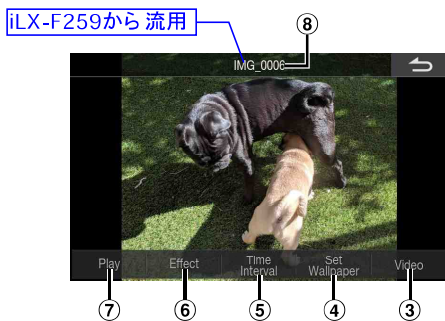 iLX-F259から 流用
⑧
IMG_0006
Play
Effect
Time
Interval
Set
Wallpaper
Video
⑦
⑥
⑤
④
③